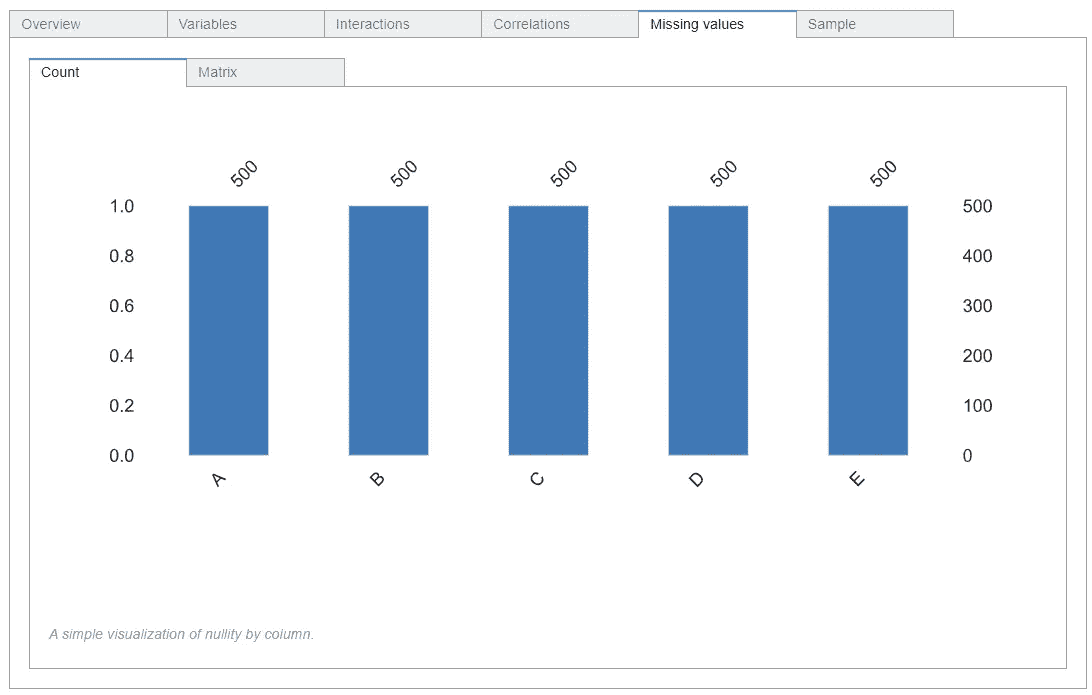 Overview Variables Interactions Correlations Missing values Sample
Count Matrix
500 500 500 500 500
1.0 500
0.8 400
0.6 300
0.4 200
0.2 100
0.0 0
A B C D E
A simple visualization of nullity by column.